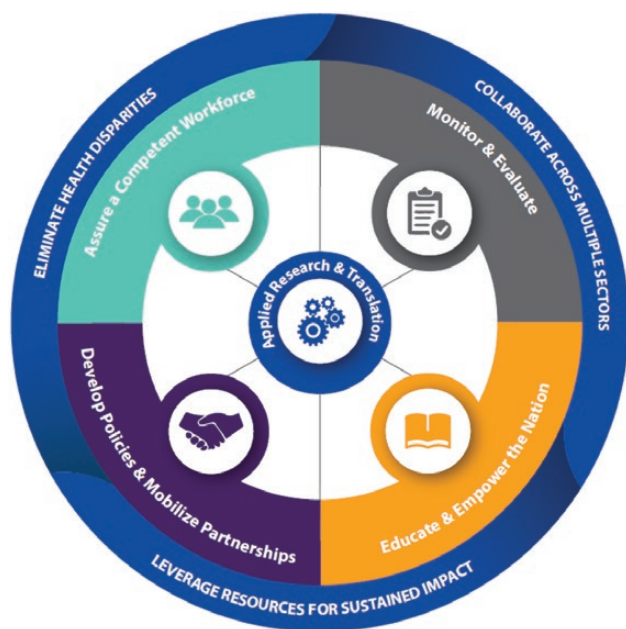 ELIMINATE HEALTH DISPARITIES
COLLABORATE ACROSS MULTIPLE SECTORS
Assure a Competent Workforce
Monitor & Evaluate
Applied Research & Translation
Develop Policies & Mobilize Partnerships
Educate & Empower the Nation
LEVERAGE RESOURCES FOR SUSTAINED IMPACT